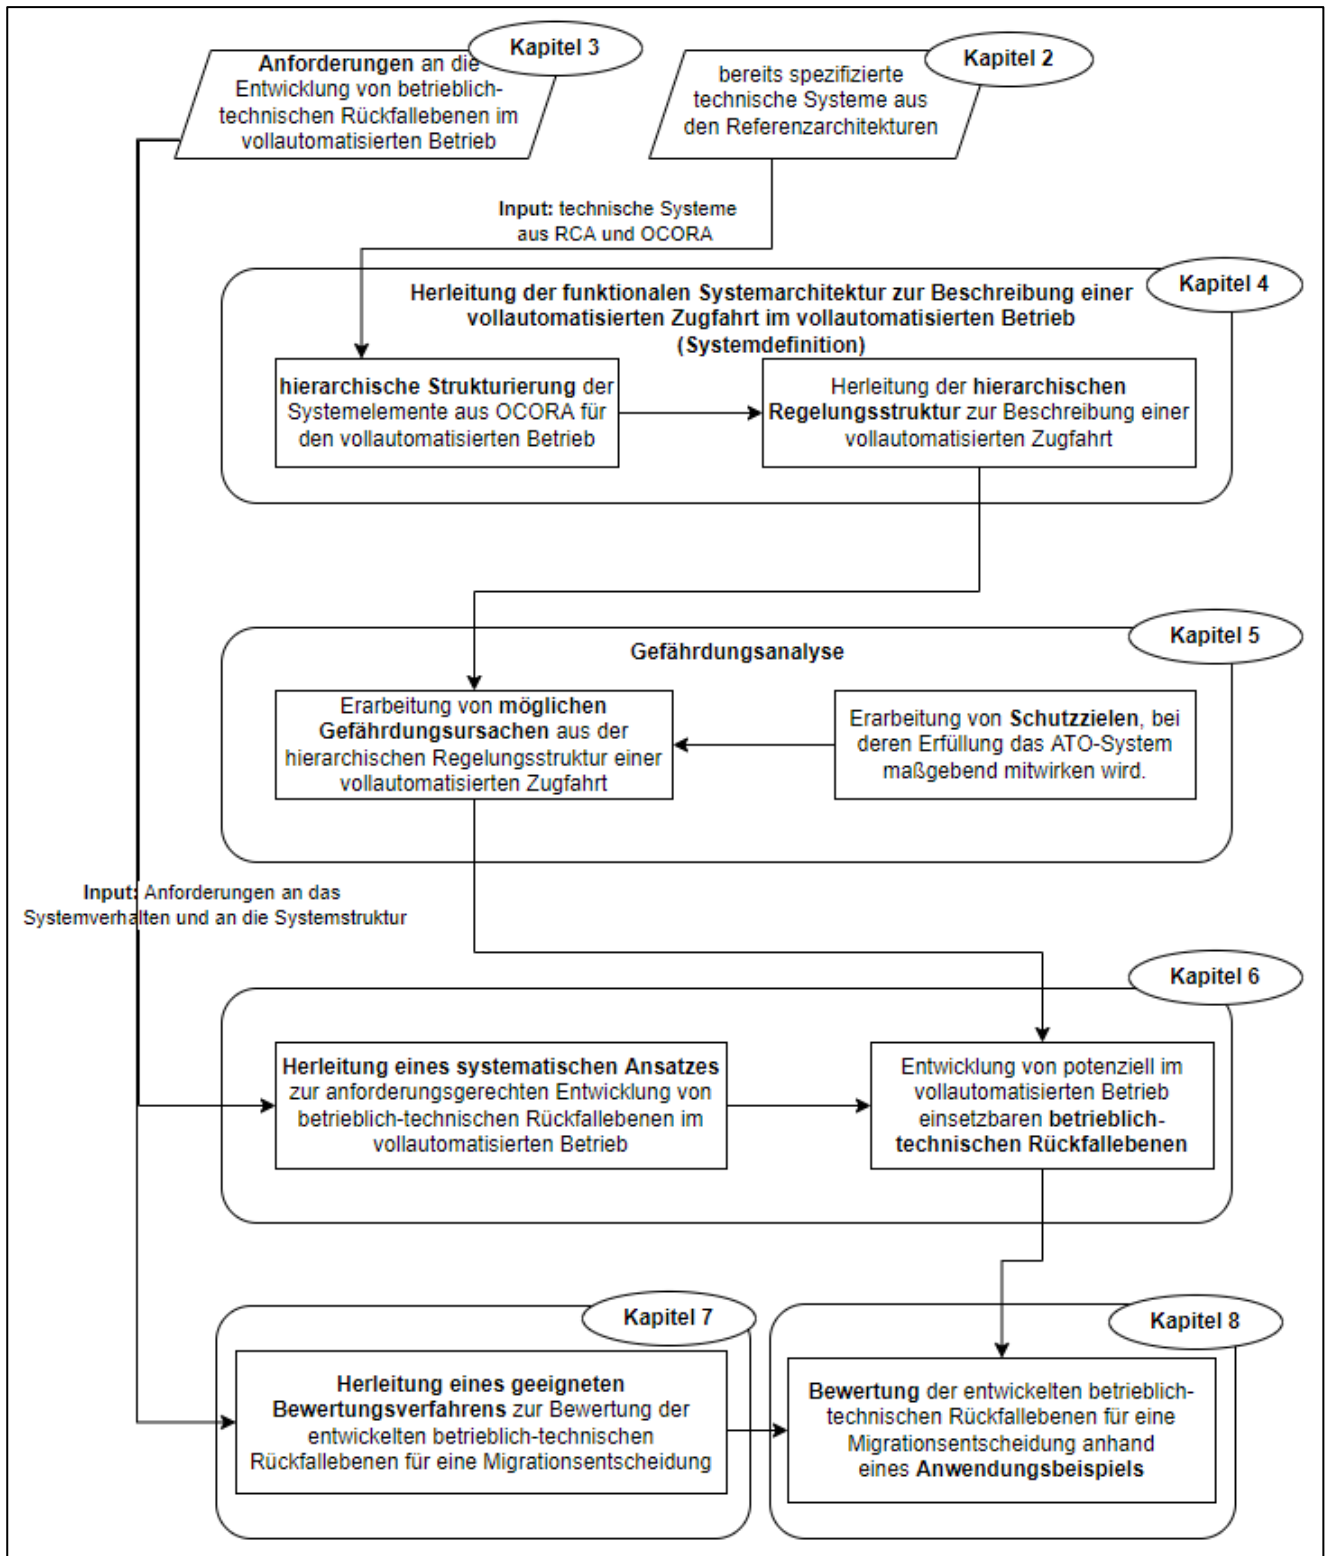 Kapitel 3
Anforderungen an die
Entwicklung von betrieblich-
technischen Rückfallebenen im
vollautomatisierten Betrieb
Kapitel 2
bereits spezifizierte
technische Systeme aus
den Referenzarchitekturen
Input: technische Systeme
aus RCA und OCORA
Kapitel 4
Herleitung der funktionalen Systemarchitektur zur Beschreibung einer
vollautomatisierten Zugfahrt im vollautomatisierten Betrieb
(Systemdefinition)
hierarchische Strukturierung der
Systemelemente aus OCORA für
den vollautomatisierten Betrieb
Herleitung der hierarchischen
Regelungsstruktur zur Beschreibung einer
vollautomatisierten Zugfahrt
Kapitel 5
Gefährdungsanalyse
Erarbeitung von möglichen
Gefährdungsursachen aus der
hierarchischen Regelungsstruktur einer
vollautomatisierten Zugfahrt
Erarbeitung von Schutzzielen, bei
deren Erfüllung das ATO-System
maßgebend mitwirken wird.
Input: Anforderungen an das
Systemverhalten und an die Systemstruktur
Kapitel 6
Herleitung eines systematischen Ansatzes
zur anforderungsgerechten Entwicklung von
betrieblich-technischen Rückfallebenen im
vollautomatisierten Betrieb
Entwicklung von potenziell im
vollautomatisierten Betrieb
einsetzbaren betrieblich-
technischen Rückfallebenen
Kapitel 7
Herleitung eines geeigneten
Bewertungsverfahrens zur Bewertung der
entwickelten betrieblich-technischen
Rückfallebenen für eine Migrationsentscheidung
Kapitel 8
Bewertung der entwickelten betrieblich-
technischen Rückfallebenen für eine
Migrationsentscheidung anhand
eines Anwendungsbeispiels